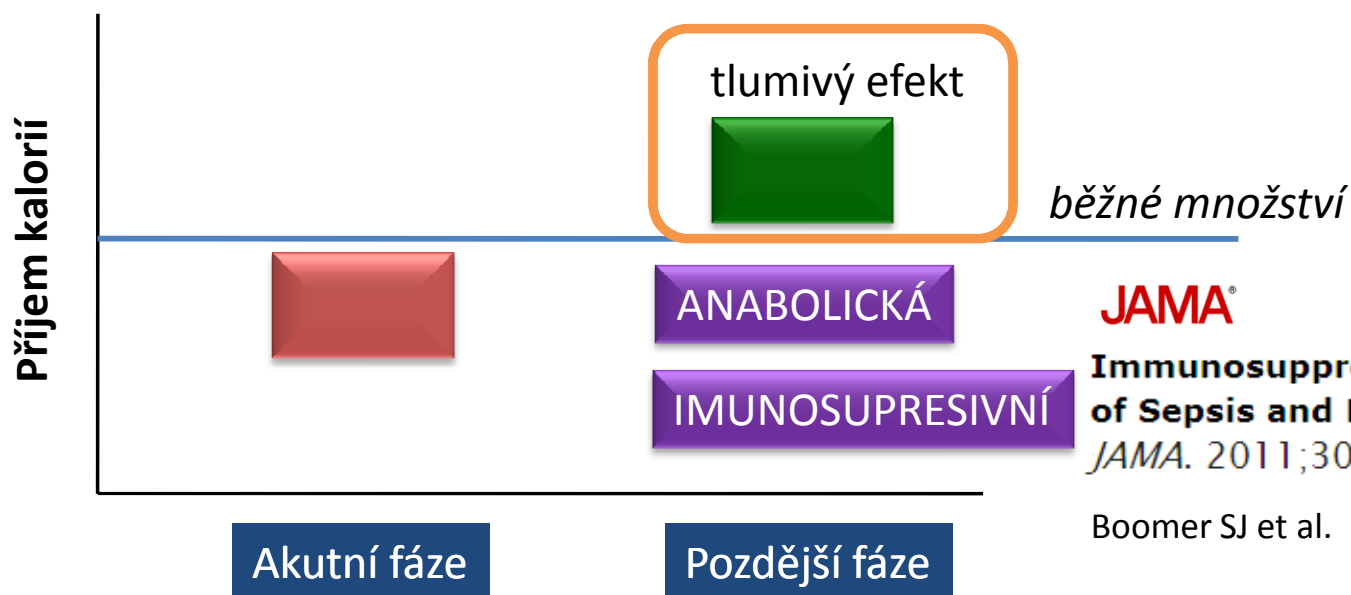 Příjem kalorií
tlumivý efekt
běžné množství
ANABOLICKÁ
IMUNOSUPRESIVNÍ
JAMA®
of Sepsis and
JAMA. 2011;30
Boomer SJ et al.
Akutní fáze
Pozdější fáze